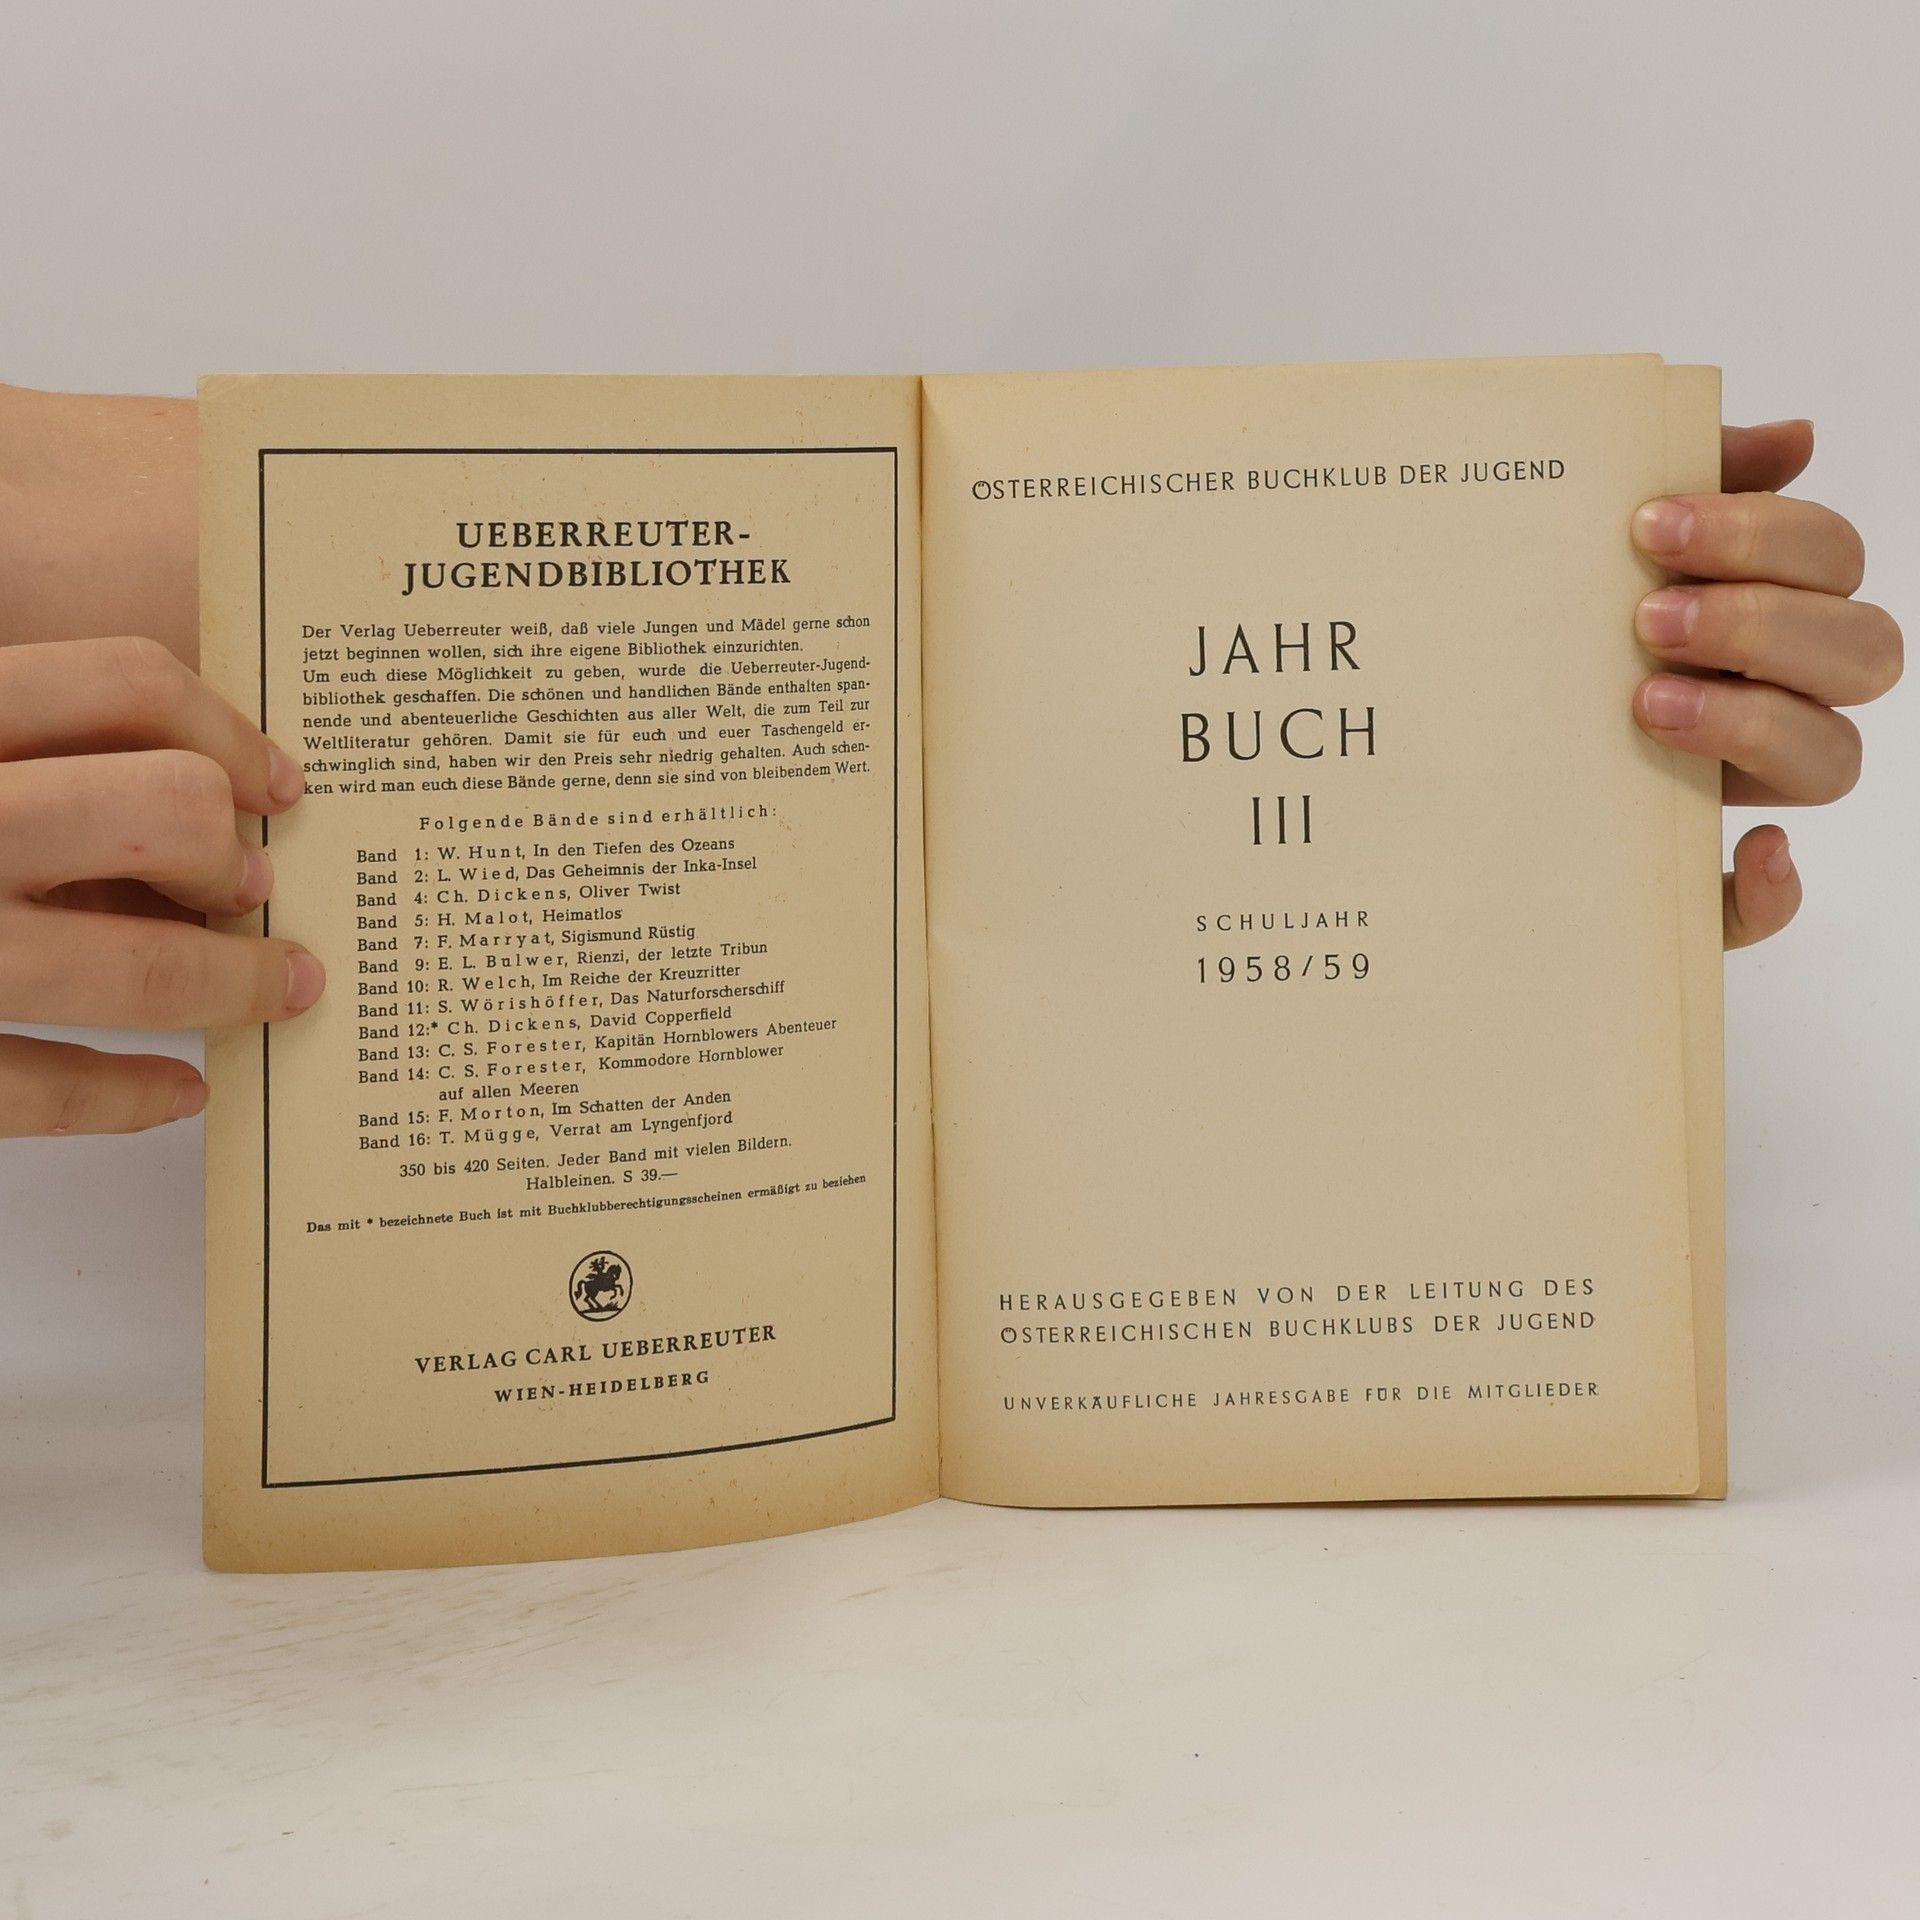 UEBERREUTER-
JUGENDBIBLIOTHEK
Der Verlag Ueberreuter weiß, daß viele Jungen und Mädel gerne schon
jetzt beginnen wollen, sich ihre eigene Bibliothek einzurichten.
Um euch diese Möglichkeit zu geben, wurde die Ueberreuter-Jugend-
bibliothek geschaffen. Die schönen und handlichen Bände enthalten span-
nende und abenteuerliche Geschichten aus aller Welt, die zum Teil zur
Weltliteratur gehören. Damit sie für euch und euer Taschengeld er-
schwinglich sind, haben wir den Preis sehr niedrig gehalten. Auch schen-
ken wird man euch diese Bände gerne, denn sie sind von bleibendem Wert.
Folgende Bände sind erhältlich:
Band 1: W. Hunt, In den Tiefen des Ozeans
Band 2: L. Wied, Das Geheimnis der Inka-Insel
Band 4: Ch. Dickens, Oliver Twist
Band 5: H. Malot, Heimatlos
Band 7: F. Marryat, Sigismund Rüstig
Band 9: E. L. Bulwer, Rienzi, der letzte Tribun
Band 10: R. Welch, Im Reiche der Kreuzritter
Band 11: S. Wörishöffer, Das Naturforscherschiff
Band 12:* Ch. Dickens, David Copperfield
Band 13: C. S. Forester, Kapitän Hornblowers Abenteuer
Band 14: C. S. Forester, Kommodore Hornblower
auf allen Meeren
Band 15: F. Morton, Im Schatten der Anden
Band 16: T. Mügge, Verrat am Lyngenfjord
350 bis 420 Seiten. Jeder Band mit vielen Bildern.
Halbleinen. S 39.—
Das mit * bezeichnete Buch ist mit Buchklubberechtigungsscheinen ermäßigt zu beziehen
VERLAG CARL UEBERREUTER
WIEN-HEIDELBERG
ÖSTERREICHISCHER BUCHKLUB DER JUGEND
JAHR
BUCH
III
SCHULJAHR
1958/59
HERAUSGEGEBEN VON DER LEITUNG DES
ÖSTERREICHISCHEN BUCHKLUBS DER JUGEND
UNVERKÄUFLICHE JAHRESGABE FÜR DIE MITGLIEDER